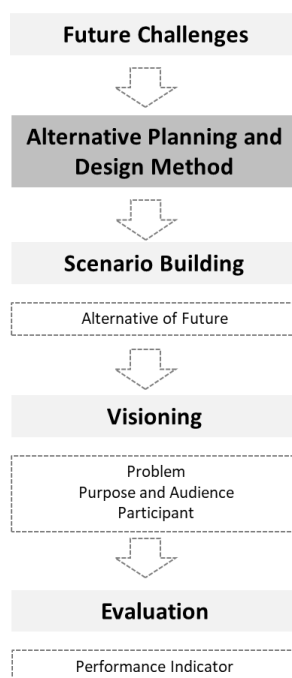 Future Challenges
Alternative Planning and
Design Method
Scenario Building
Alternative of Future
Visioning
Problem
Purpose and Audience
Participant
Evaluation
Performance Indicator